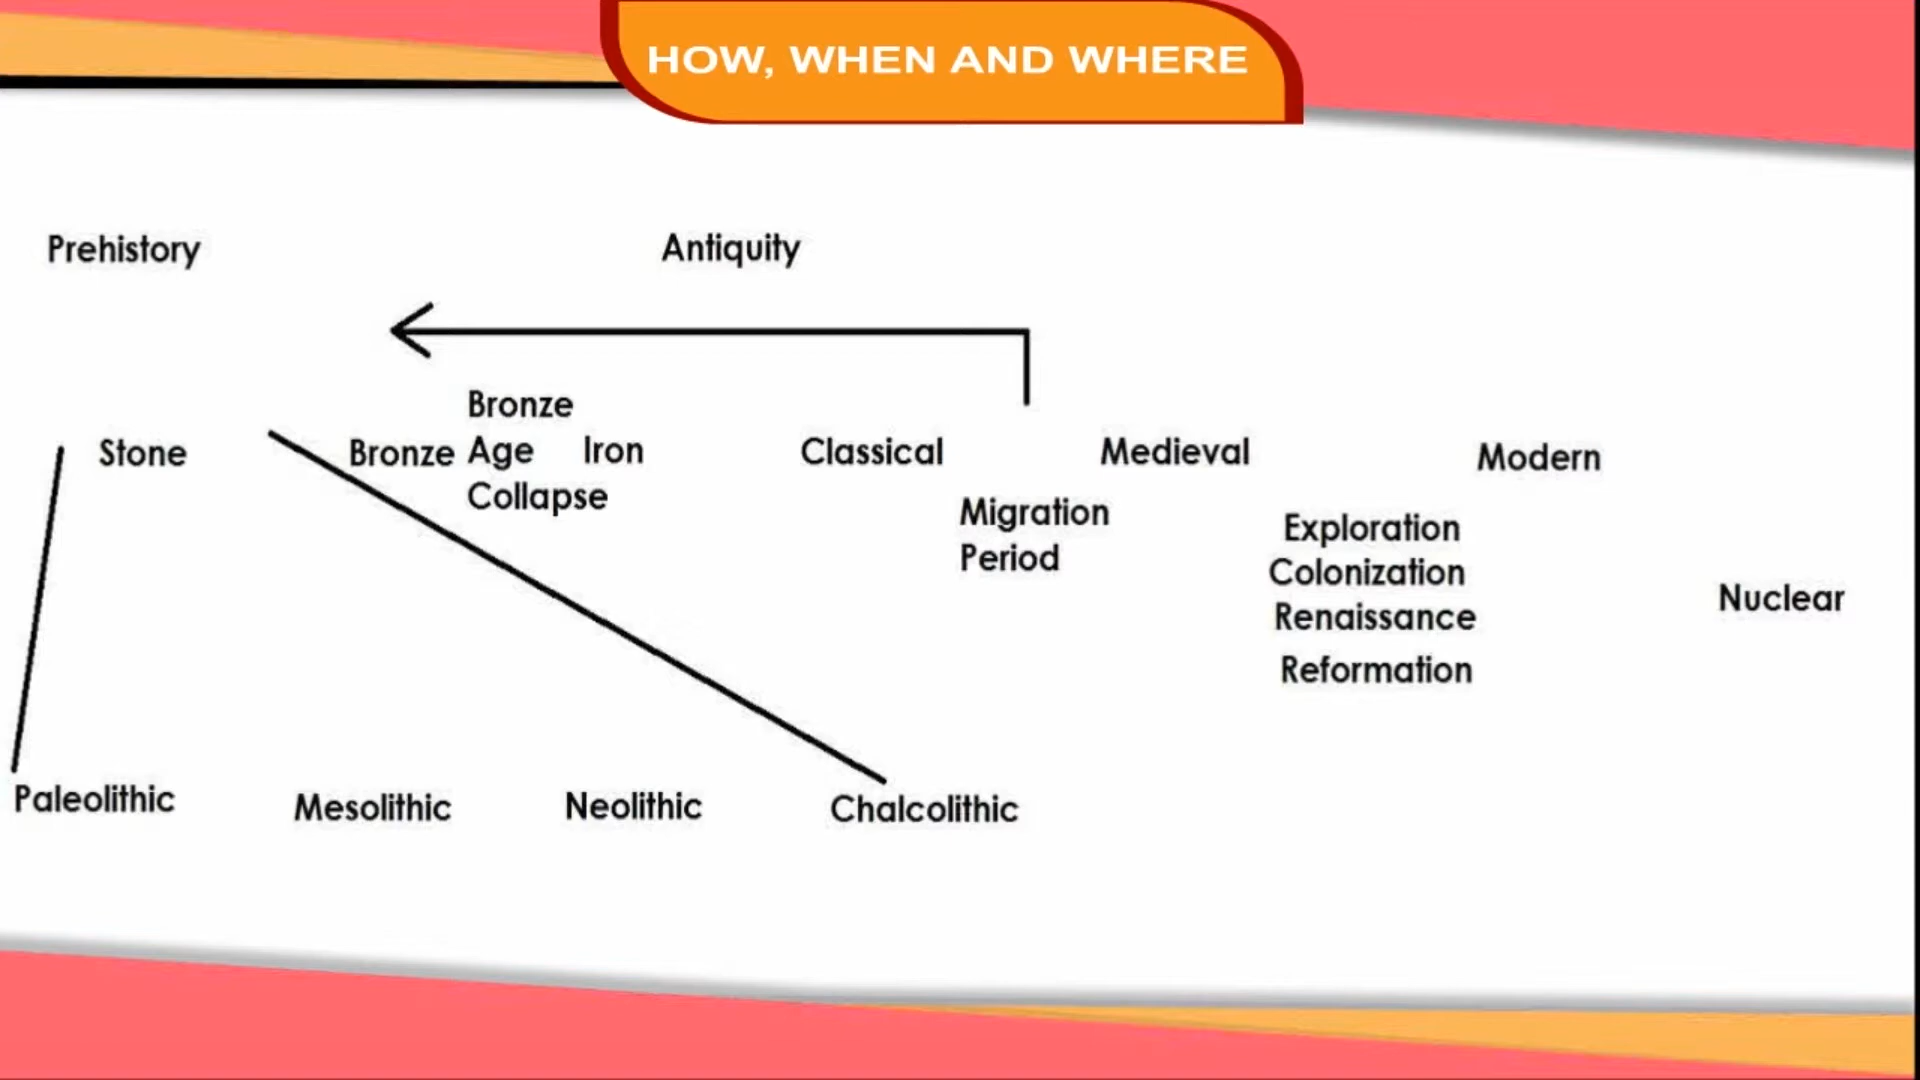 HOW, WHEN AND WHERE
Prehistory
Antiquity
Stone
Bronze
Bronze
Age
Collapse
Iron
Classical
Migration
Period
Medieval
Exploration
Colonization
Renaissance
Reformation
Modern
Nuclear
Paleolithic
Mesolithic
Neolithic
Chalcolithic